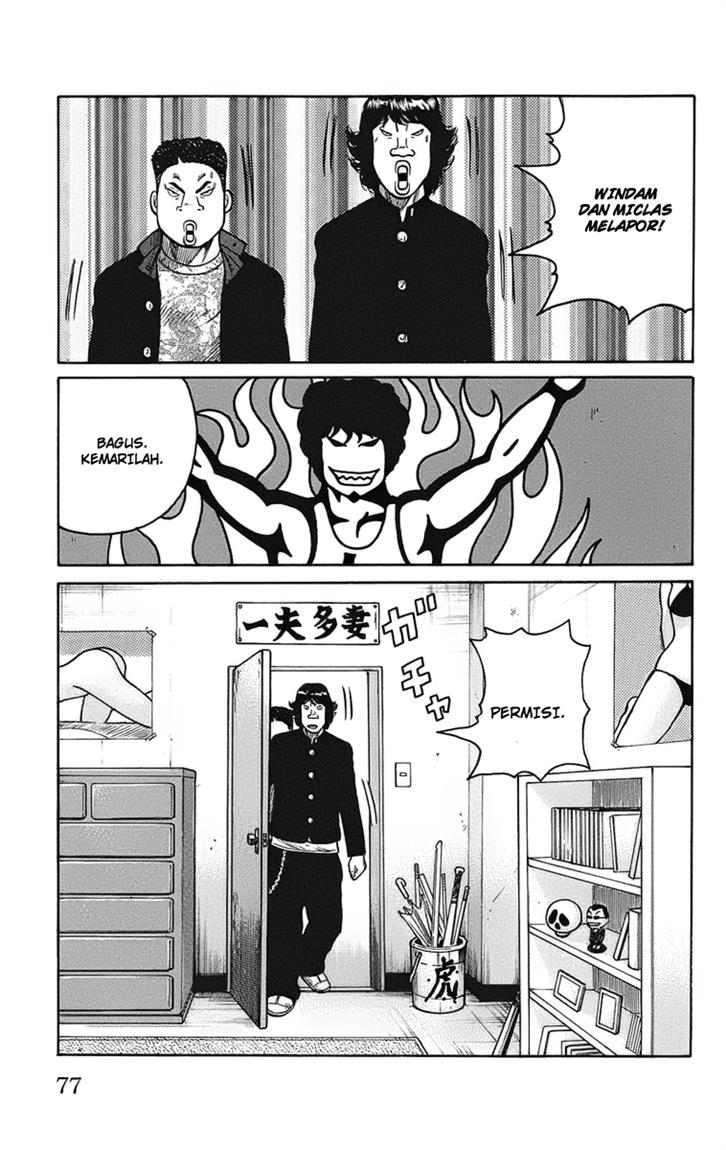 WINDAM
DAN MICLAS
MELAPOR!
BAGUS.
KEMARILAH.
一夫多妻
ガチャ
PERMISI.
虎
77